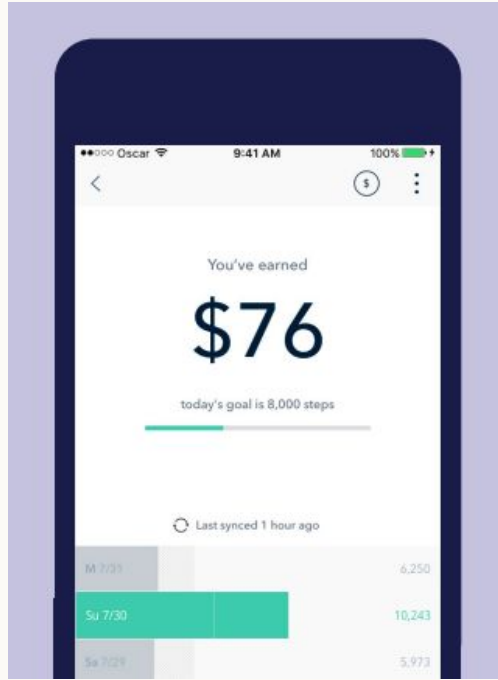 Oscar 9:41 AM 100%
$
You've earned
$76
today's goal is 8,000 steps
Last synced 1 hour ago
M 7/31 6,250
Su 7/30 10,243
Sa 7/29 5,973